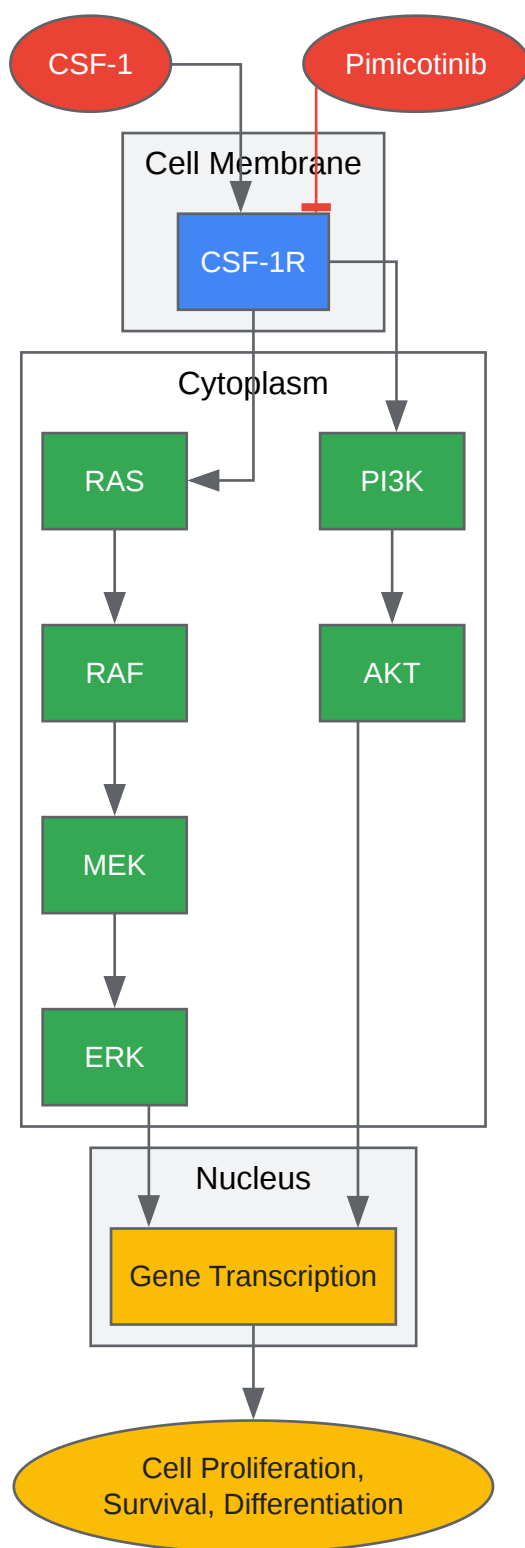 CSF-1
Pimicotinib
Cell Membrane
CSF-1R
Cytoplasm
RAS
PI3K
RAF
AKT
MEK
ERK
Nucleus
Gene Transcription
Cell Proliferation,
Survival, Differentiation